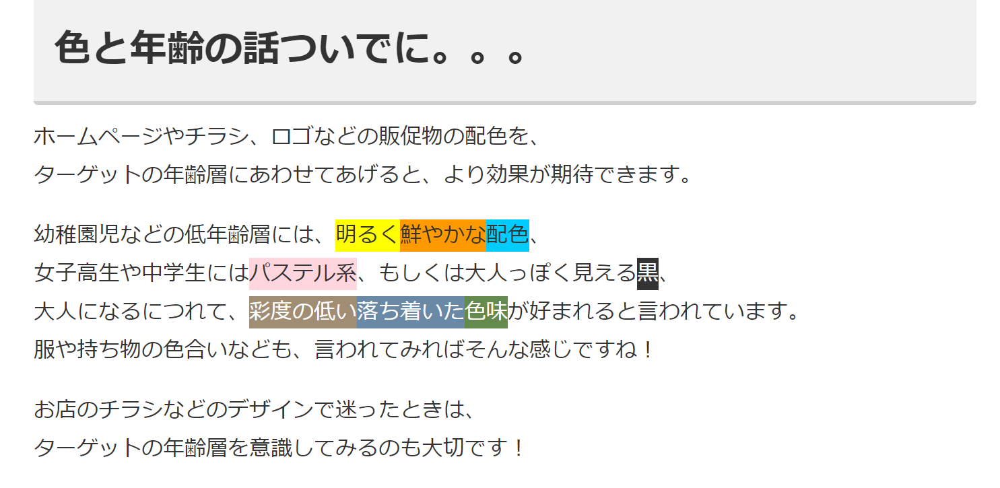 色と年齢の話ついでに。。。
ホームページやチラシ、ロゴなどの販促物の配色を、
ターゲットの年齢層にあわせてあげると、より効果が期待できます。
幼稚園児などの低年齢層には、明るく鮮やかな配色、
女子高生や中学生にはパステル系、もしくは大人っぽく見える黒、
大人になるにつれて、彩度の低い落ち着いた色味が好まれると言われています。
服や持ち物の色合いなども、言われてみればそんな感じですね！
お店のチラシなどのデザインで迷ったときは、
ターゲットの年齢層を意識してみるのも大切です！